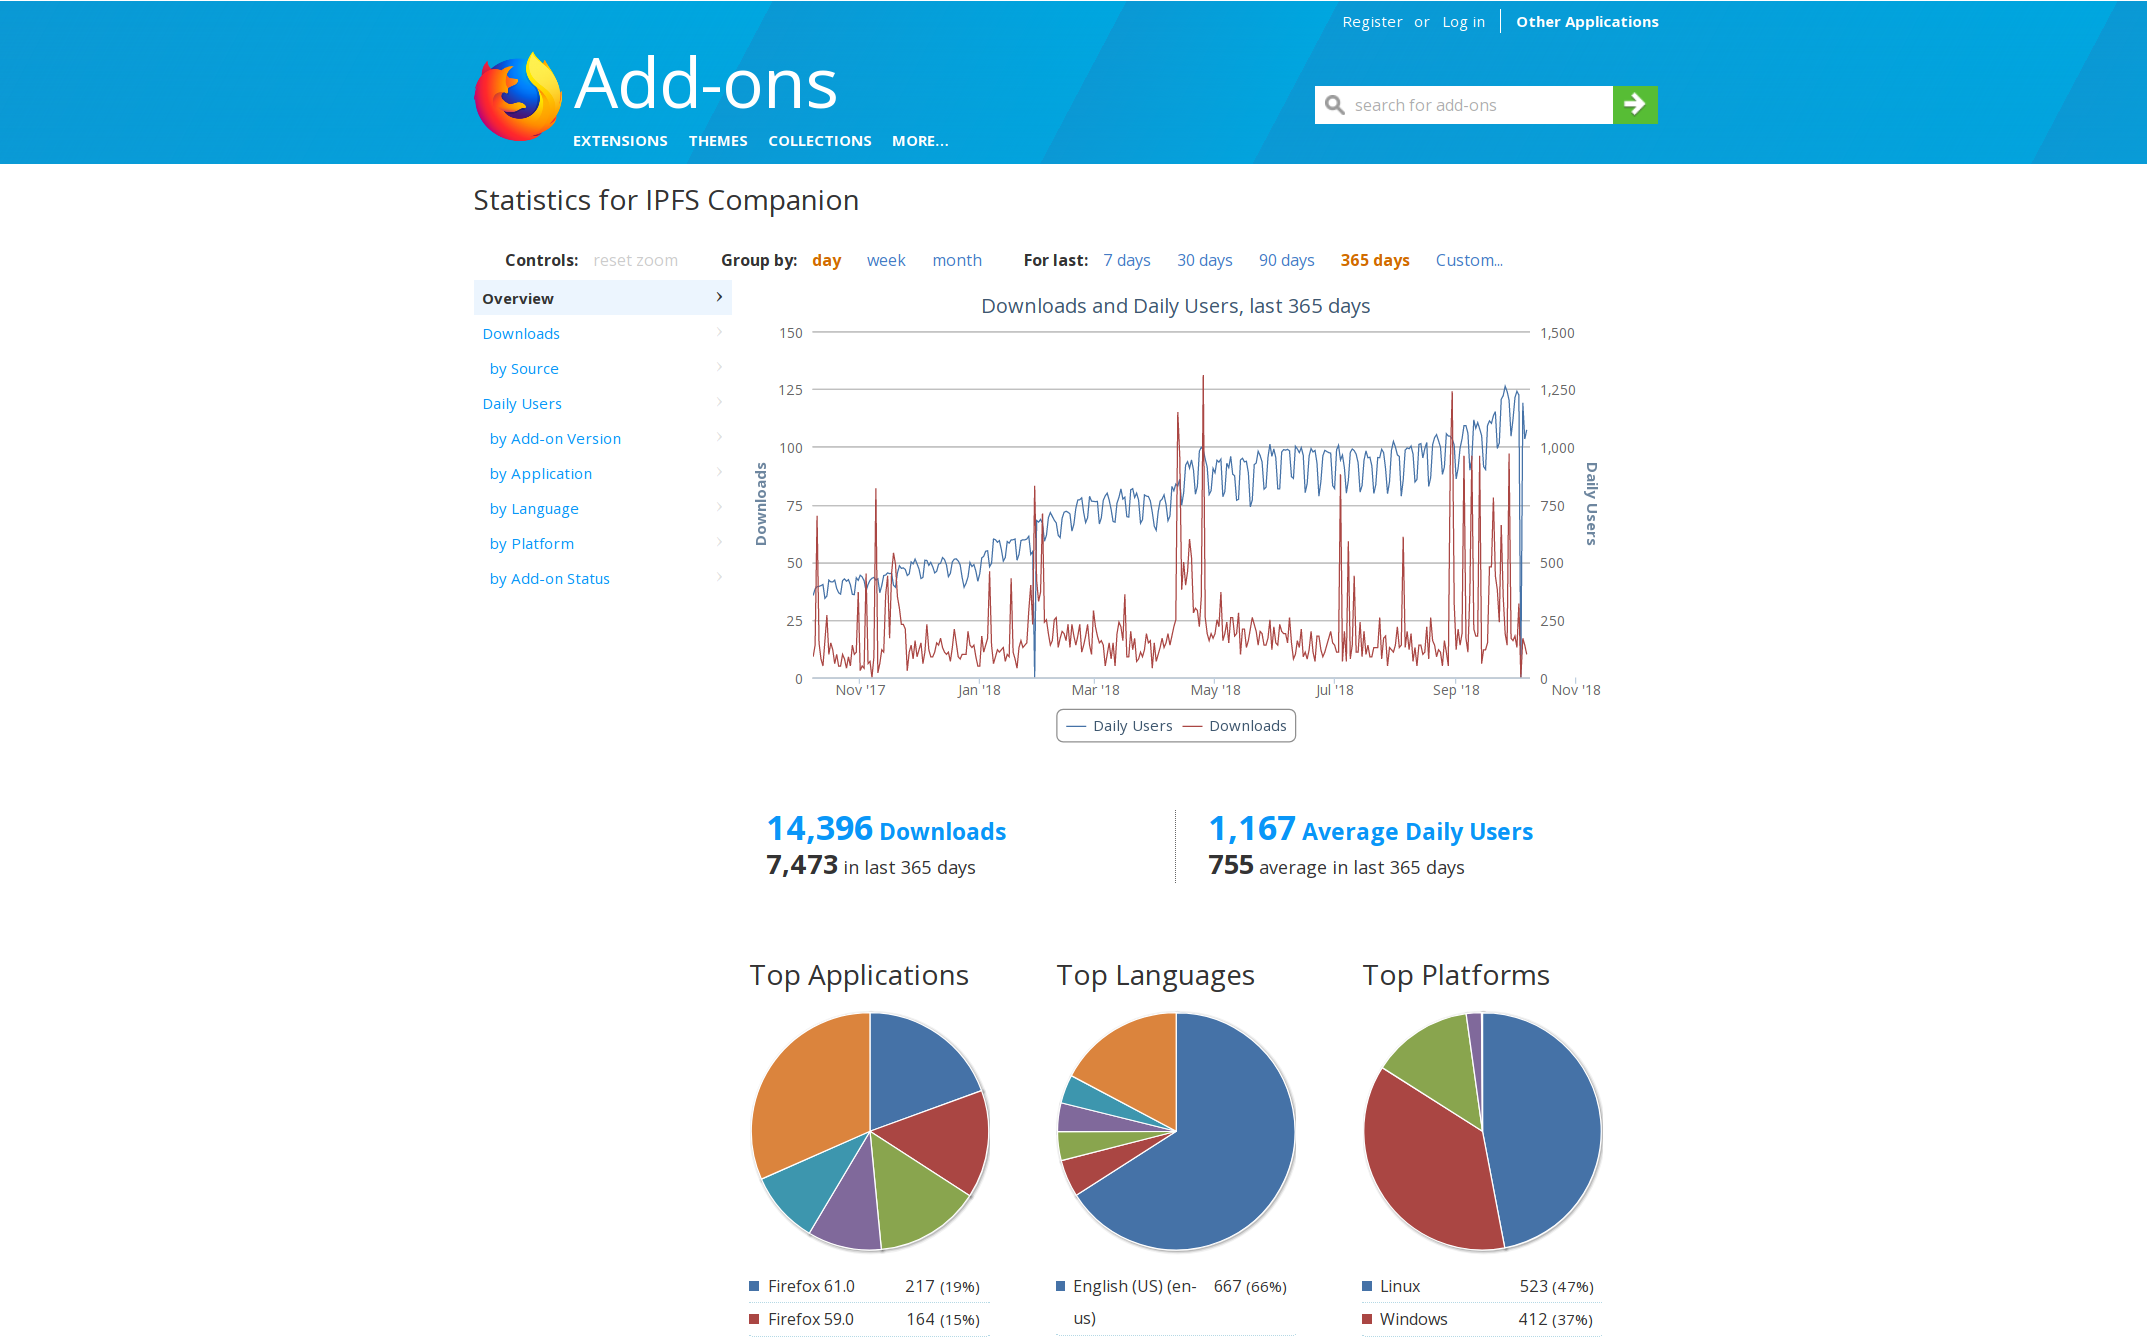 Register or Log in Other Applications
Add-ons
search for add-ons
EXTENSIONS THEMES COLLECTIONS MORE...
Statistics for IPFS Companion
Controls: reset zoom Group by: day week month For last: 7 days 30 days 90 days 365 days Custom...
Overview
Downloads
by Source
Daily Users
by Add-on Version
by Application
by Language
by Platform
by Add-on Status
Downloads and Daily Users, last 365 days
150 1,500
125 1,250
100 1,000
75 750
50 500
25 250
0 0
Downloads
Daily Users
Nov '17 Jan '18 Mar '18 May '18 Jul '18 Sep '18 Nov '18
Daily Users Downloads
14,396 Downloads
7,473 in last 365 days
1,167 Average Daily Users
755 average in last 365 days
Top Applications
Firefox 61.0 217 (19%)
Firefox 59.0 164 (15%)
Top Languages
English (US) (en-
us) 667 (66%)
Top Platforms
Linux 523 (47%)
Windows 412 (37%)